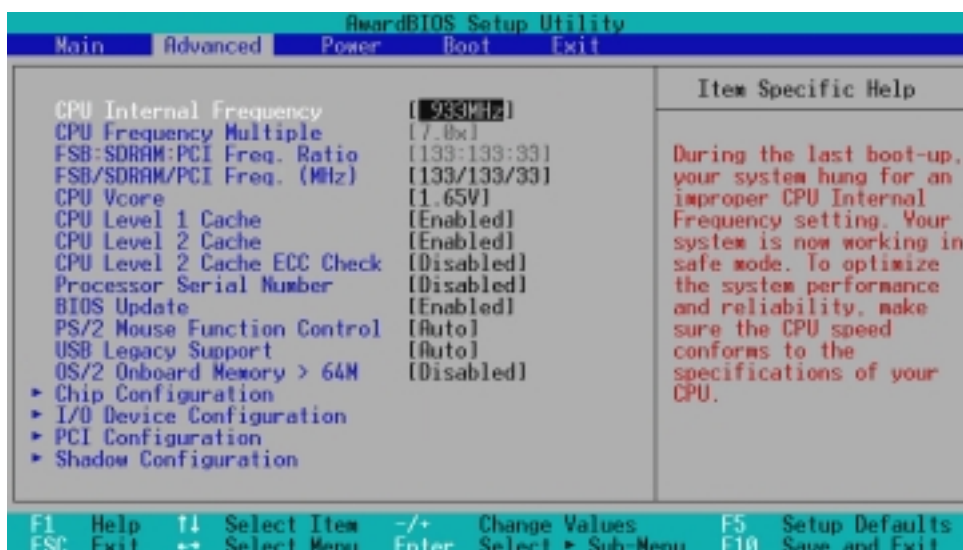 AwardBIOS Setup Utility
Main Advanced Power Boot Exit
CPU Internal Frequency [ 933MHz]
CPU Frequency Multiple [7.0x]
FSB:SDRAM:PCI Freq. Ratio [133:133:33]
FSB/SDRAM/PCI Freq. (MHz) [133/133/33]
CPU Vcore [1.65V]
CPU Level 1 Cache [Enabled]
CPU Level 2 Cache [Enabled]
CPU Level 2 Cache ECC Check [Disabled]
Processor Serial Number [Disabled]
BIOS Update [Enabled]
PS/2 Mouse Function Control [Auto]
USB Legacy Support [Auto]
OS/2 Onboard Memory > 64M [Disabled]
► Chip Configuration
► I/O Device Configuration
► PCI Configuration
► Shadow Configuration
Item Specific Help
During the last boot-up,
your system hung for an
improper CPU Internal
Frequency setting. Your
system is now working in
safe mode. To optimize
the system performance
and reliability, make
sure the CPU speed
conforms to the
specifications of your
CPU.
F1 Help ↑↓ Select Item -/+ Change Values F5 Setup Defaults
ESC Exit ←→ Select Menu Enter Select ► Sub-Menu F10 Save and Exit